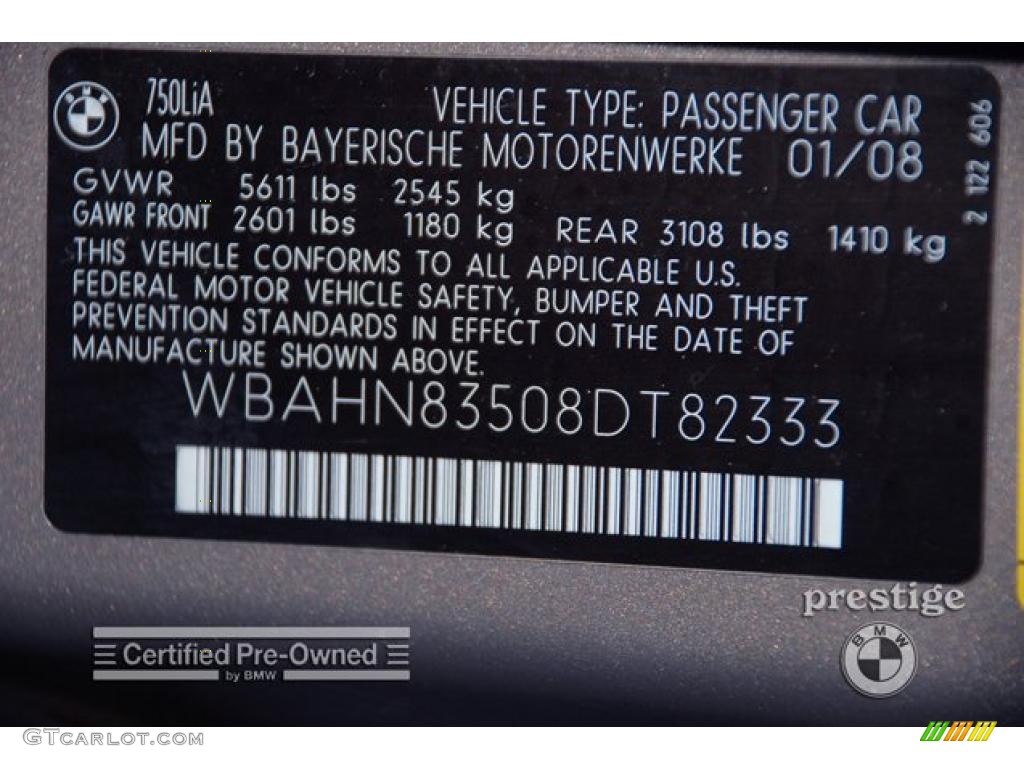 750LiA
VEHICLE TYPE: PASSENGER CAR
MFD BY BAYERISCHE MOTORENWERKE 01/08
GVWR 5611 lbs 2545 kg
GAWR FRONT 2601 lbs 1180 kg REAR 3108 lbs 1410 kg
THIS VEHICLE CONFORMS TO ALL APPLICABLE U.S.
FEDERAL MOTOR VEHICLE SAFETY, BUMPER AND THEFT
PREVENTION STANDARDS IN EFFECT ON THE DATE OF
MANUFACTURE SHOWN ABOVE.
WBAHN83508DT82333
2 122 606
prestige
BMW
Certified Pre-Owned
by BMW
GTCARLOT.COM